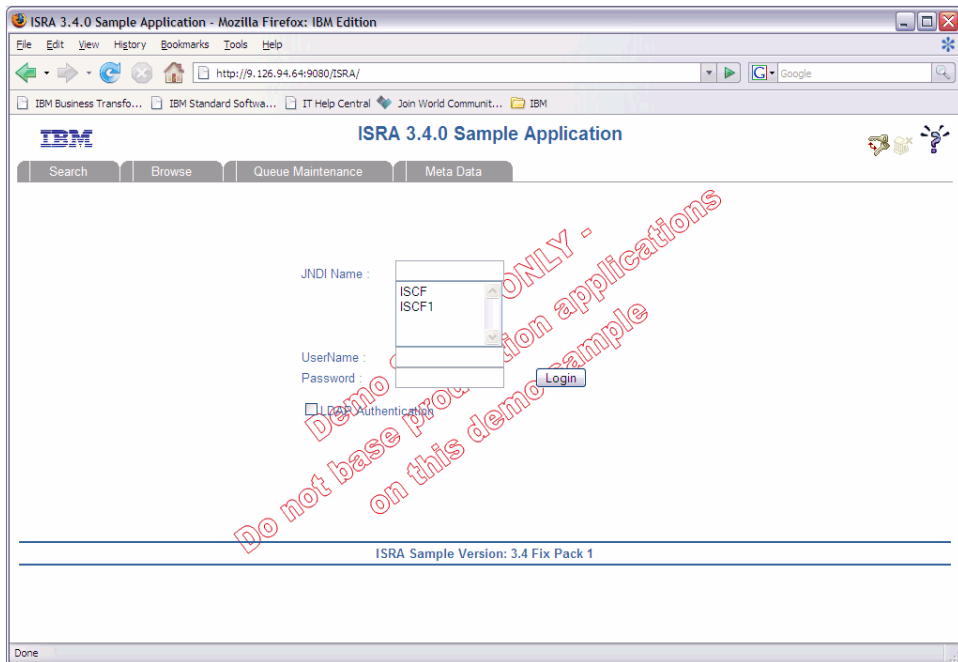 ISRA 3.4.0 Sample Application - Mozilla Firefox: IBM Edition
File Edit View History Bookmarks Tools Help
http://9.126.94.64:9080/ISRA/
G Google
IBM Business Transfo... IBM Standard Softwa... IT Help Central Join World Communit... IBM
IBM
ISRA 3.4.0 Sample Application
Search Browse Queue Maintenance Meta Data
JNDI Name :
ISCF
ISCF1
UserName :
Password :
Login
LDAP Authentication
Demo ONLY -
Do not base production applications
on this demo sample
ISRA Sample Version: 3.4 Fix Pack 1
Done